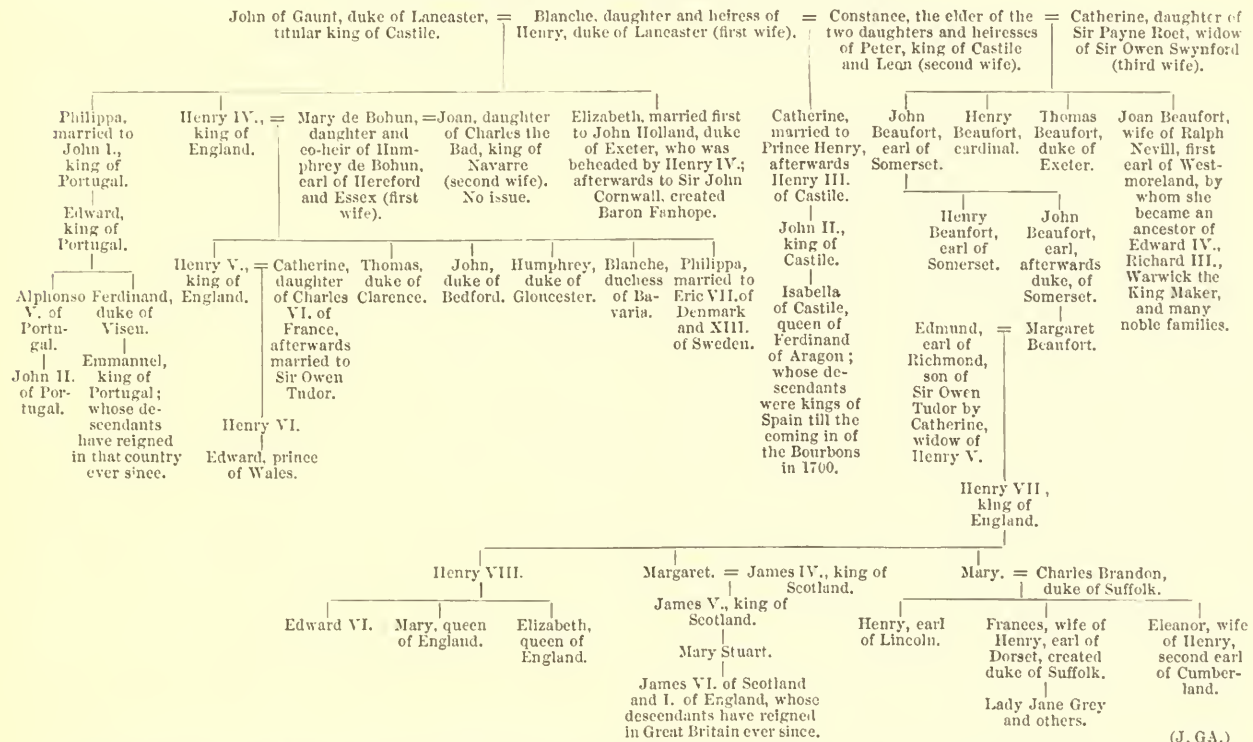 John of Gaunt, duke of Lancaster,
titular king of Castile.
=
Blanche, daughter and heiress of
Henry, duke of Lancaster (first wife).
=
Constance, the elder of the
two daughters and heiresses
of Peter, king of Castile
and Leon (second wife).
=
Catherine, daughter of
Sir Payne Roet, widow
of Sir Owen Swynford
(third wife).
Philippa,
married to
John I.,
king of
Portugal.
Edward,
king of
Portugal.
Alphonso
V. of
Portu-
gal.
John II.
of Por-
tugal.
Ferdinand,
duke of
Viseu.
Emmanuel,
king of
Portugal;
whose de-
scendants
have reigned
in that country
ever since.
Henry IV.,
king of
England.
=
Mary de Bohun,
daughter and
co-heir of Hum-
phrey de Bohun,
earl of Hereford
and Essex (first
wife).
=
Joan, daughter
of Charles the
Bad, king of
Navarre
(second wife).
No issue.
Elizabeth, married first
to John Holland, duke
of Exeter, who was
beheaded by Henry IV.;
afterwards to Sir John
Cornwall, created
Baron Fanhope.
Henry V.,
king of
England.
=
Catherine,
daughter
of Charles
VI. of
France,
afterwards
married to
Sir Owen
Tudor.
Thomas,
duke of
Clarence.
John,
duke of
Bedford.
Humphrey,
duke of
Gloucester.
Blanche,
duchess
of Ba-
varia.
Philippa,
married to
Eric VII. of
Denmark
and XIII.
of Sweden.
Henry VI.
Edward, prince
of Wales.
Catherine,
married to
Prince Henry,
afterwards
Henry III.
of Castile.
John II.,
king of
Castile.
Isabella
of Castile,
queen of
Ferdinand
of Aragon;
whose de-
scendants
were kings of
Spain till the
coming in of
the Bourbons
in 1700.
John
Beaufort,
earl of
Somerset.
Henry
Beaufort,
cardinal.
Thomas
Beaufort,
duke of
Exeter.
Joan Beaufort,
wife of Ralph
Nevill, first
earl of West-
moreland, by
whom she
became an
ancestor of
Edward IV.,
Richard III.,
Warwick the
King Maker,
and many
noble families.
Henry
Beaufort,
earl of
Somerset.
John
Beaufort,
earl,
afterwards
duke, of
Somerset.
Edmund,
earl of
Richmond,
son of
Sir Owen
Tudor by
Catherine,
widow of
Henry V.
=
Margaret
Beaufort.
Henry VII,
king of
England.
Henry VIII.
Margaret.
=
James IV., king of
Scotland.
Mary.
=
Charles Brandon,
duke of Suffolk.
Edward VI.
Mary, queen
of England.
Elizabeth,
queen of
England.
James V., king of
Scotland.
Mary Stuart.
James VI. of Scotland
and I. of England, whose
descendants have reigned
in Great Britain ever since.
Henry, earl
of Lincoln.
Frances, wife of
Henry, earl of
Dorset, created
duke of Suffolk.
Lady Jane Grey
and others.
Eleanor, wife
of Henry,
second earl
of Cumber-
land.
(J. GA.)